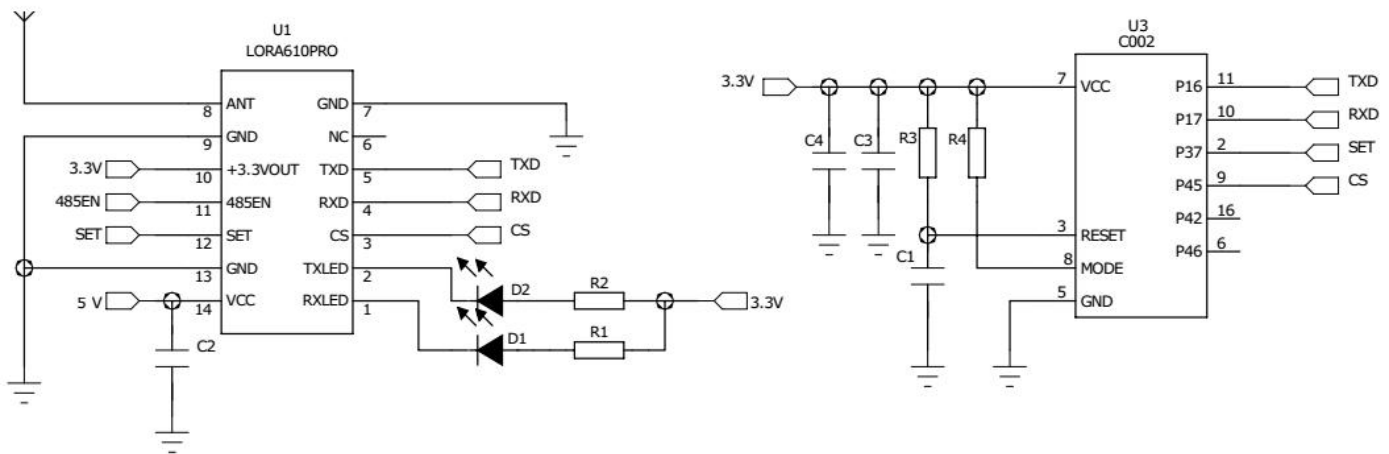 U1
LORA610PRO
8 ANT
GND 7
9 GND
NC 6
3.3V 10 +3.3VOUT
TXD 5 TXD
485EN 11 485EN
RXD 4 RXD
SET 12 SET
CS 3 CS
13 GND
TXLED 2
5 V 14 VCC
RXLED 1
C2
D2 R2 3.3V
D1 R1
U3
C002
3.3V 7 VCC
P16 11 TXD
P17 10 RXD
C4 C3 R3 R4
P37 2 SET
P45 9 CS
P42 16
3 RESET
P46 6
C1
8 MODE
5 GND